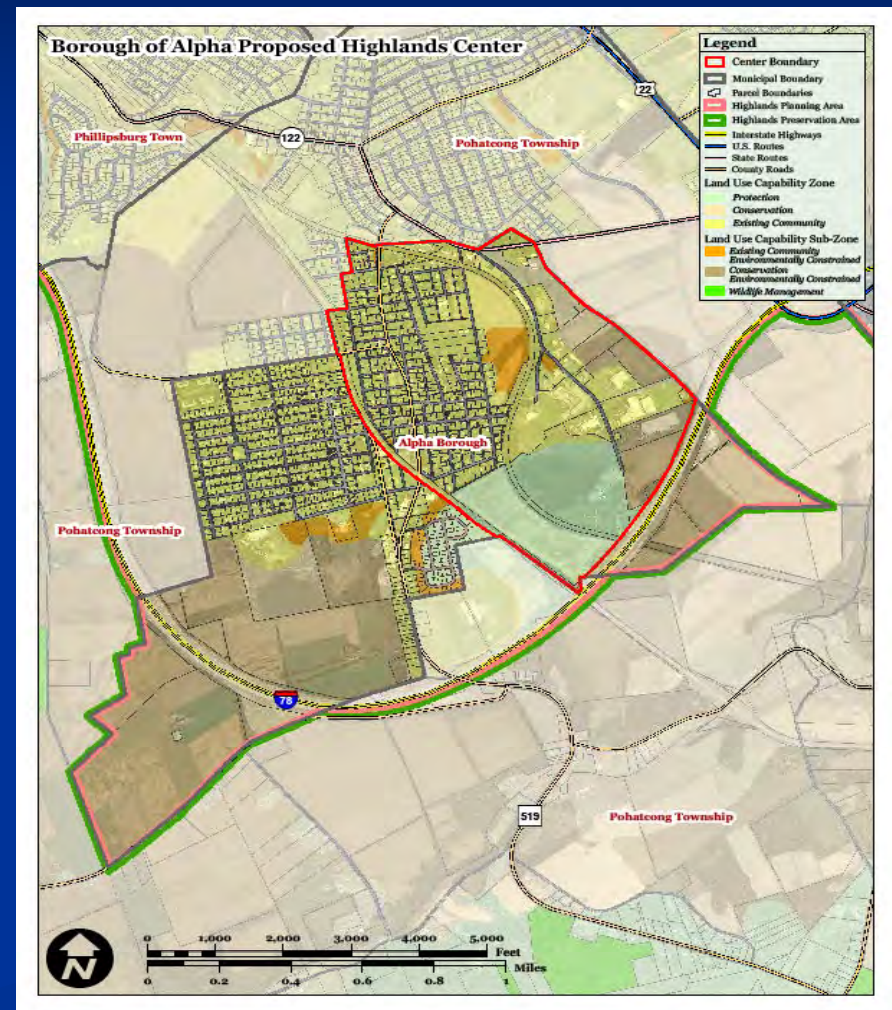 Borough of Alpha Proposed Highlands Center
Legend
Center Boundary
Municipal Boundary
Parcel Boundaries
Highlands Planning Area
Highlands Preservation Area
Interstate Highways
U.S. Routes
State Routes
County Roads
Land Use Capability Zone
Protection
Conservation
Existing Community
Land Use Capability Sub-Zone
Existing Community
Environmentally Constrained
Conservation
Environmentally Constrained
Wildlife Management
22
122
Phillipsburg Town
Pohatcong Township
Alpha Borough
Pohatcong Township
78
519
Pohatcong Township
N
0 1,000 2,000 3,000 4,000 5,000
Feet
Miles
0 0.2 0.4 0.6 0.8 1